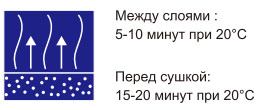 Между слоями :
5-10 минут при 20°C
Перед сушкой:
15-20 минут при 20°C